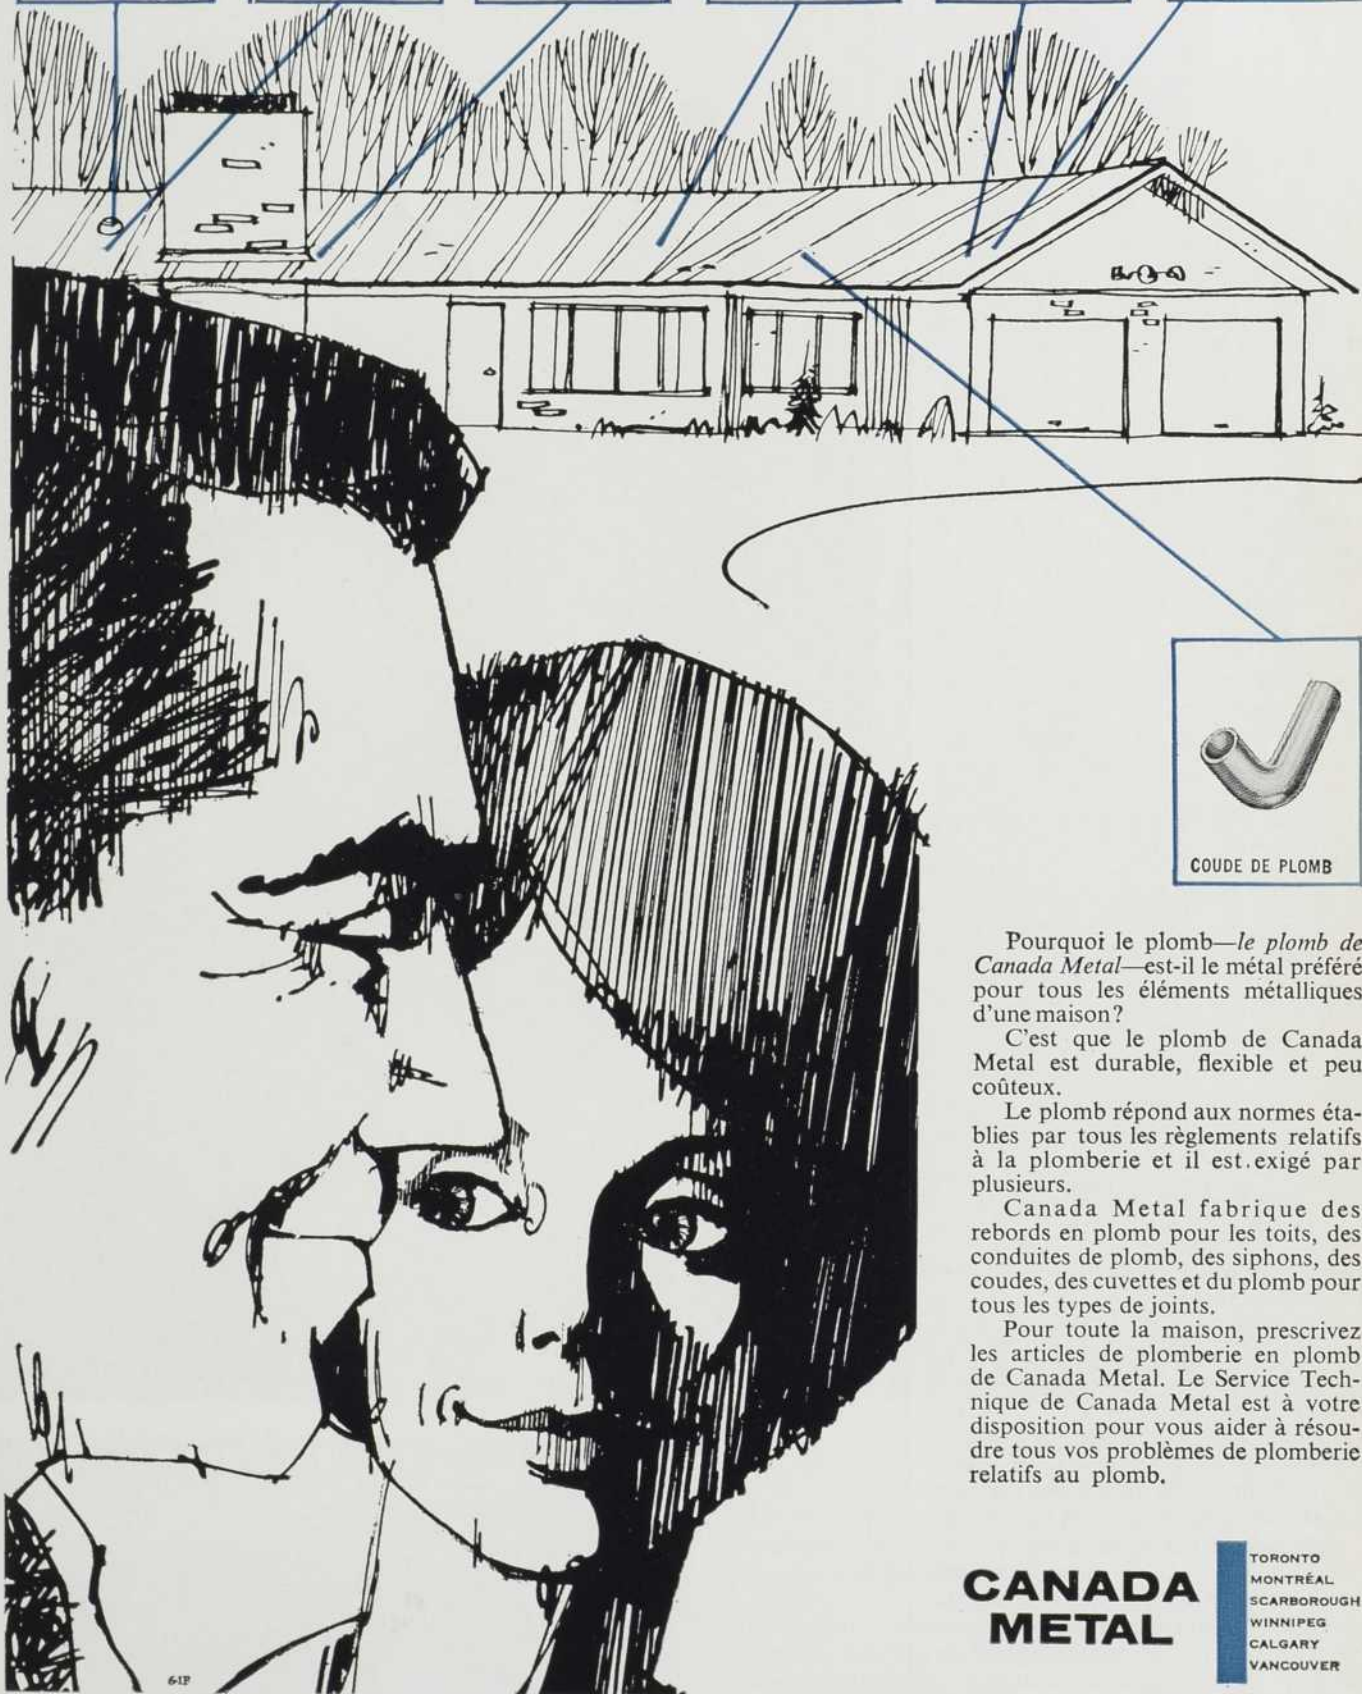 COUDE DE PLOMB
Pourquoi le plomb—le plomb de
Canada Metal—est-il le métal préféré
pour tous les éléments métalliques
d'une maison?
C'est que le plomb de Canada
Metal est durable, flexible et peu
coûteux.
Le plomb répond aux normes éta-
blies par tous les règlements relatifs
à la plomberie et il est.exigé par
plusieurs.
Canada Metal fabrique des
rebords en plomb pour les toits, des
conduites de plomb, des siphons, des
coudes, des cuvettes et du plomb pour
tous les types de joints.
Pour toute la maison, prescrivez
les articles de plomberie en plomb
de Canada Metal. Le Service Tech-
nique de Canada Metal est à votre
disposition pour vous aider à résou-
dre tous vos problèmes de plomberie
relatifs au plomb.
CANADA
METAL
TORONTO
MONTRÉAL
SCARBOROUGH
WINNIPEG
CALGARY
VANCOUVER